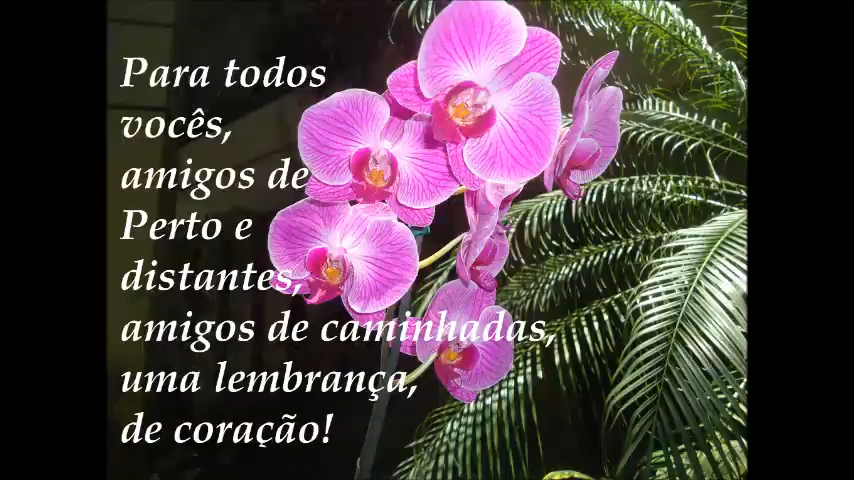 Para todos
vocês,
amigos de
Perto e
distantes,
amigos de caminhadas,
uma lembrança,
de coração!